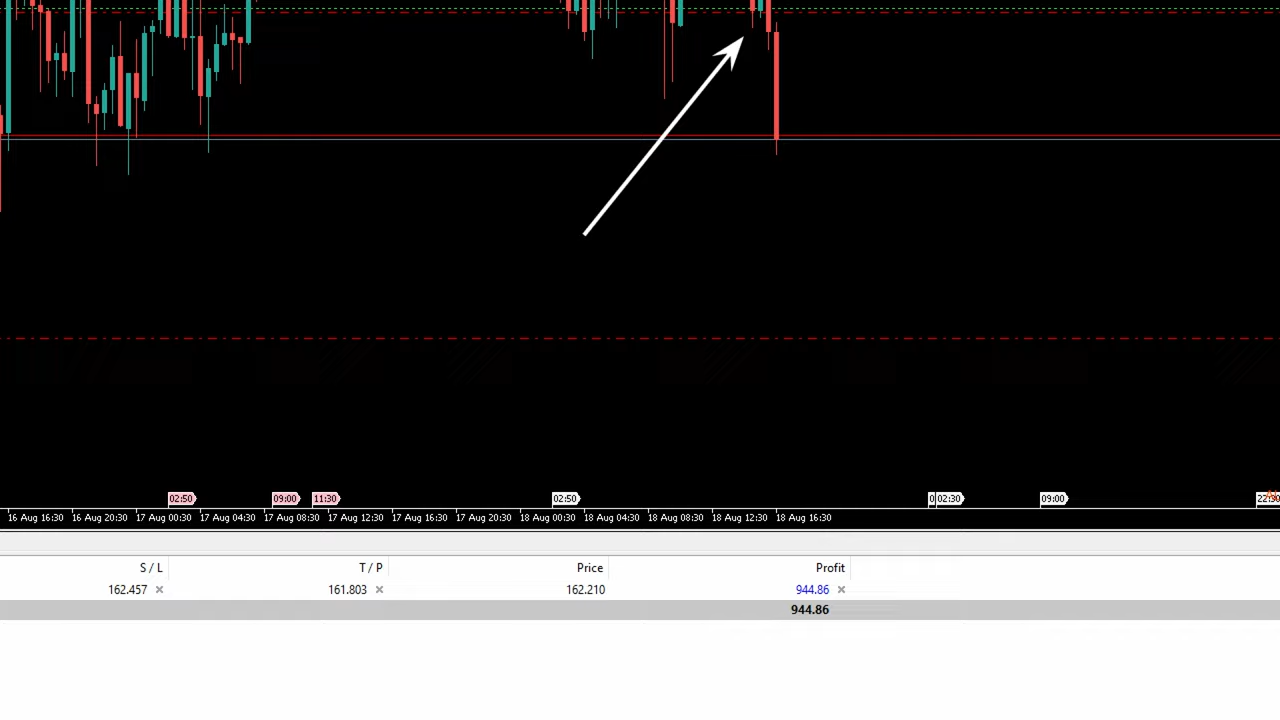 02:50 09:00 11:30 02:50 02:30 09:00
16 Aug 16:30 16 Aug 20:30 17 Aug 00:30 17 Aug 04:30 17 Aug 08:30 17 Aug 12:30 17 Aug 16:30 17 Aug 20:30 18 Aug 00:30 18 Aug 04:30 18 Aug 08:30 18 Aug 12:30 18 Aug 16:30
S / L T / P Price Profit
162.457 × 161.803 × 162.210 944.86 ×
944.86